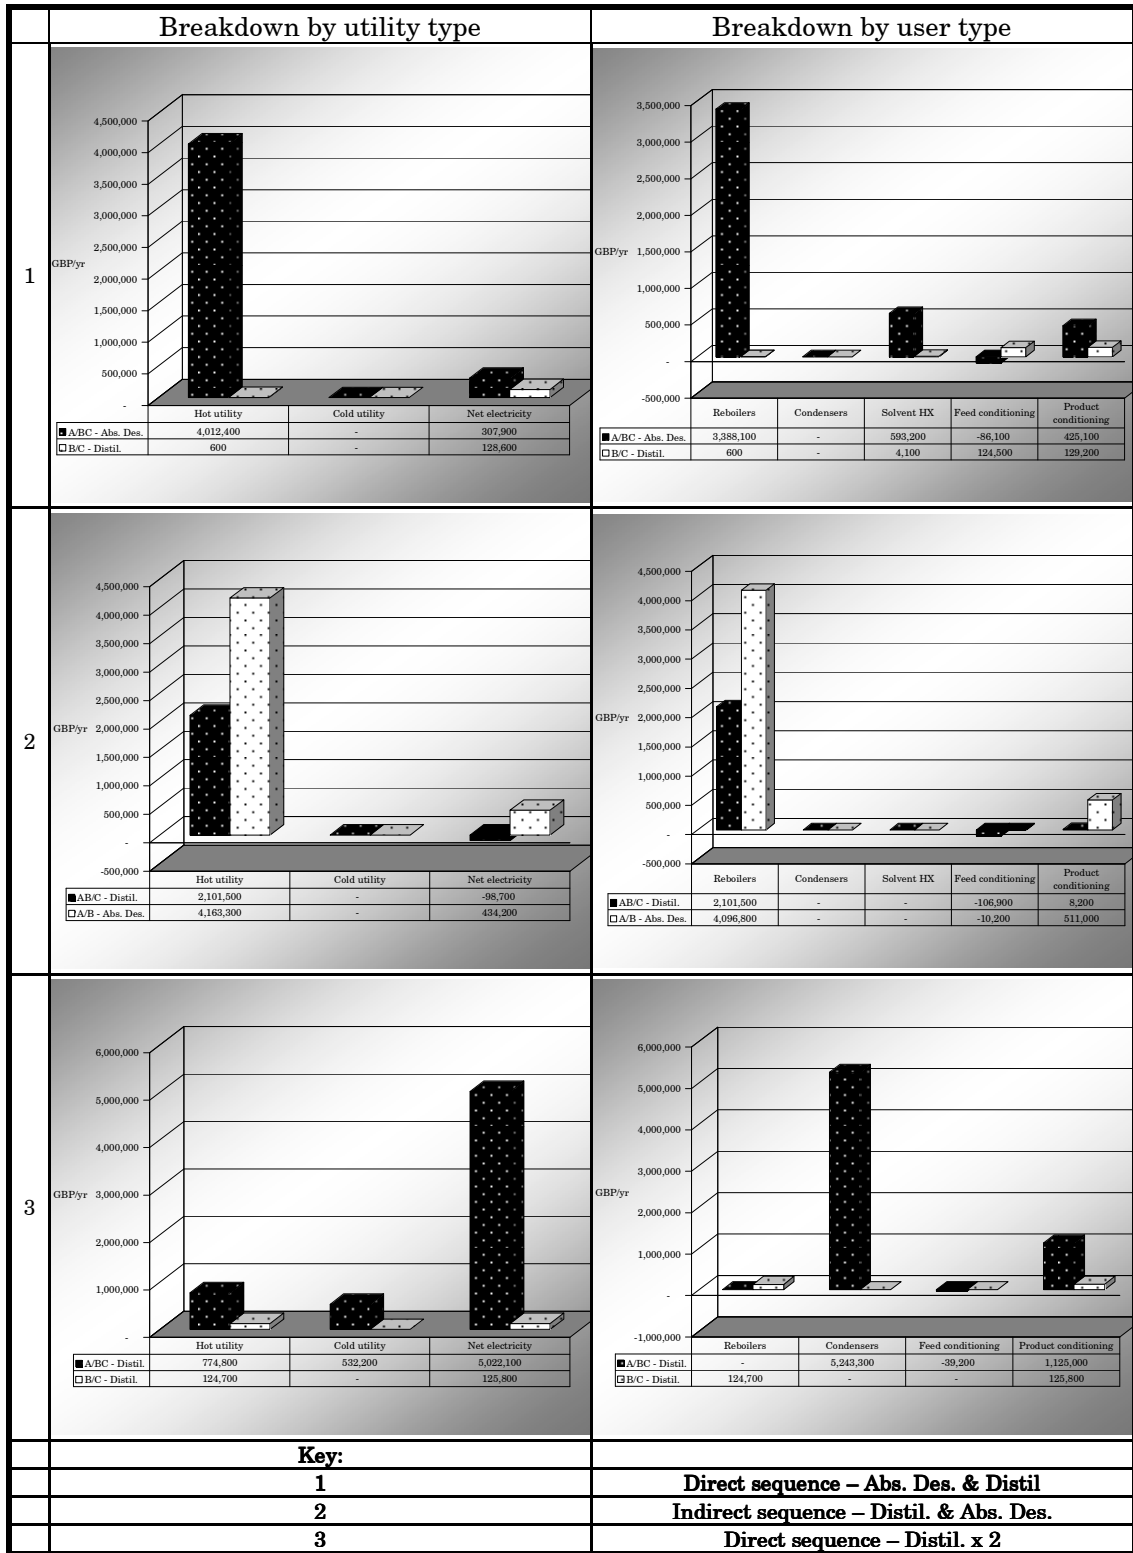 Breakdown by utility type
Breakdown by user type
1
4,500,000
4,000,000
3,500,000
3,000,000
2,500,000
GBP/yr
2,000,000
1,500,000
1,000,000
500,000
-
Hot utility Cold utility Net electricity
A/BC - Abs. Des. 4,012,400 - 307,900
B/C - Distil. 600 - 128,600
3,500,000
3,000,000
2,500,000
2,000,000
GBP/yr 1,500,000
1,000,000
500,000
-
-500,000
Reboilers Condensers Solvent HX Feed conditioning Product
conditioning
A/BC - Abs. Des. 3,388,100 - 593,200 -86,100 425,100
B/C - Distil. 600 - 4,100 124,500 129,200
2
4,500,000
4,000,000
3,500,000
3,000,000
2,500,000
GBP/yr 2,000,000
1,500,000
1,000,000
500,000
-
-500,000
Hot utility Cold utility Net electricity
AB/C - Distil. 2,101,500 - -98,700
A/B - Abs. Des. 4,163,300 - 434,200
4,500,000
4,000,000
3,500,000
3,000,000
2,500,000
GBP/yr 2,000,000
1,500,000
1,000,000
500,000
-
-500,000
Reboilers Condensers Solvent HX Feed conditioning Product
conditioning
AB/C - Distil. 2,101,500 - - -106,900 8,200
A/B - Abs. Des. 4,096,800 - - -10,200 511,000
3
6,000,000
5,000,000
4,000,000
GBP/yr 3,000,000
2,000,000
1,000,000
-
Hot utility Cold utility Net electricity
A/BC - Distil. 774,800 532,200 5,022,100
B/C - Distil. 124,700 - 125,800
6,000,000
5,000,000
4,000,000
3,000,000
GBP/yr
2,000,000
1,000,000
-
-1,000,000
Reboilers Condensers Feed conditioning Product conditioning
A/BC - Distil. - 5,243,300 -39,200 1,125,000
B/C - Distil. 124,700 - - 125,800
Key:
1 Direct sequence – Abs. Des. & Distil
2 Indirect sequence – Distil. & Abs. Des.
3 Direct sequence – Distil. x 2